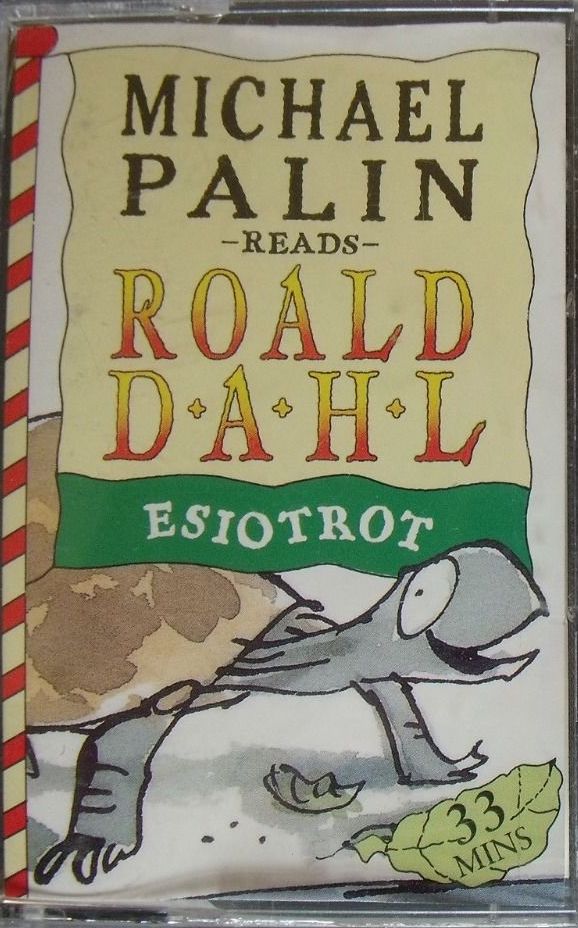 MICHAEL
PALIN
-READS-
ROALD
D·A·H·L
ESIOTROT
33
MINS